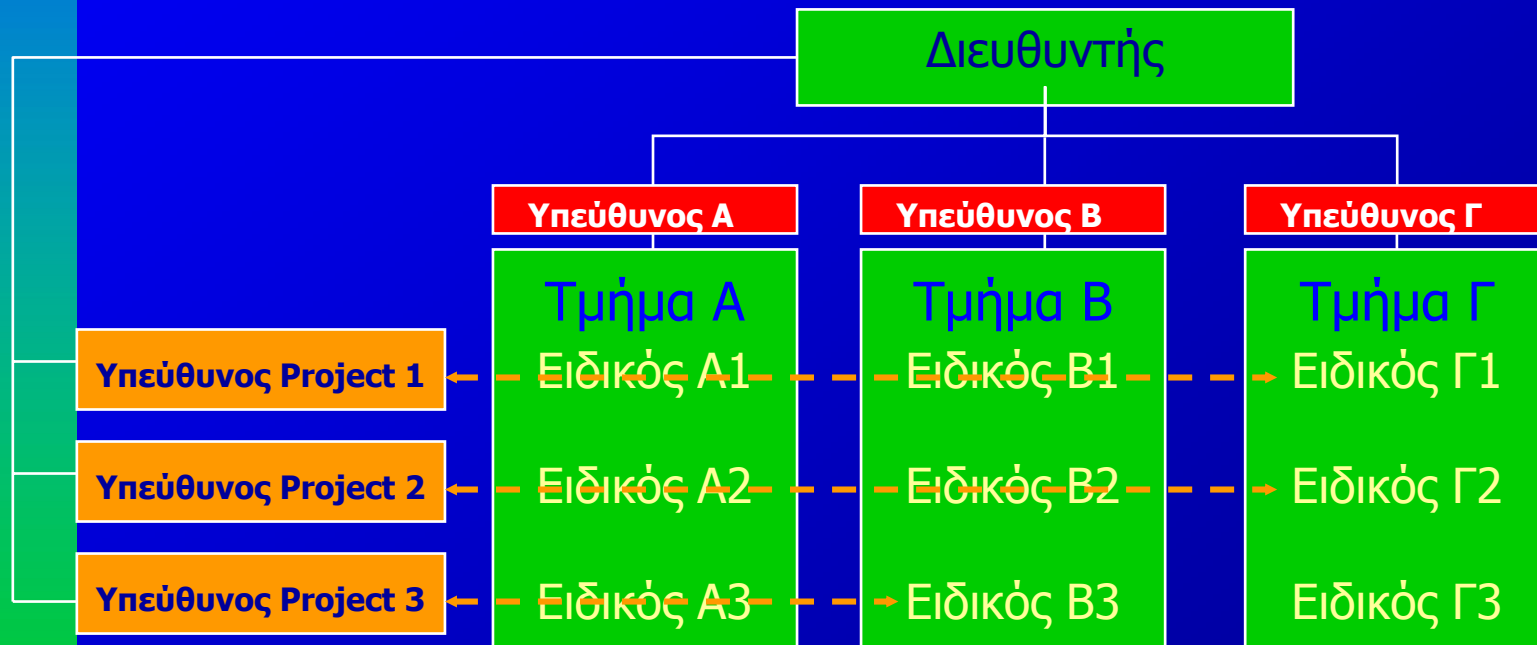 Διευθυντής
Υπεύθυνος Α
Υπεύθυνος Β
Υπεύθυνος Γ
Τμήμα Α
Τμήμα Β
Τμήμα Γ
Υπεύθυνος Project 1
Ειδικός Α1
Ειδικός Β1
Ειδικός Γ1
Υπεύθυνος Project 2
Ειδικός Α2
Ειδικός Β2
Ειδικός Γ2
Υπεύθυνος Project 3
Ειδικός Α3
Ειδικός Β3
Ειδικός Γ3